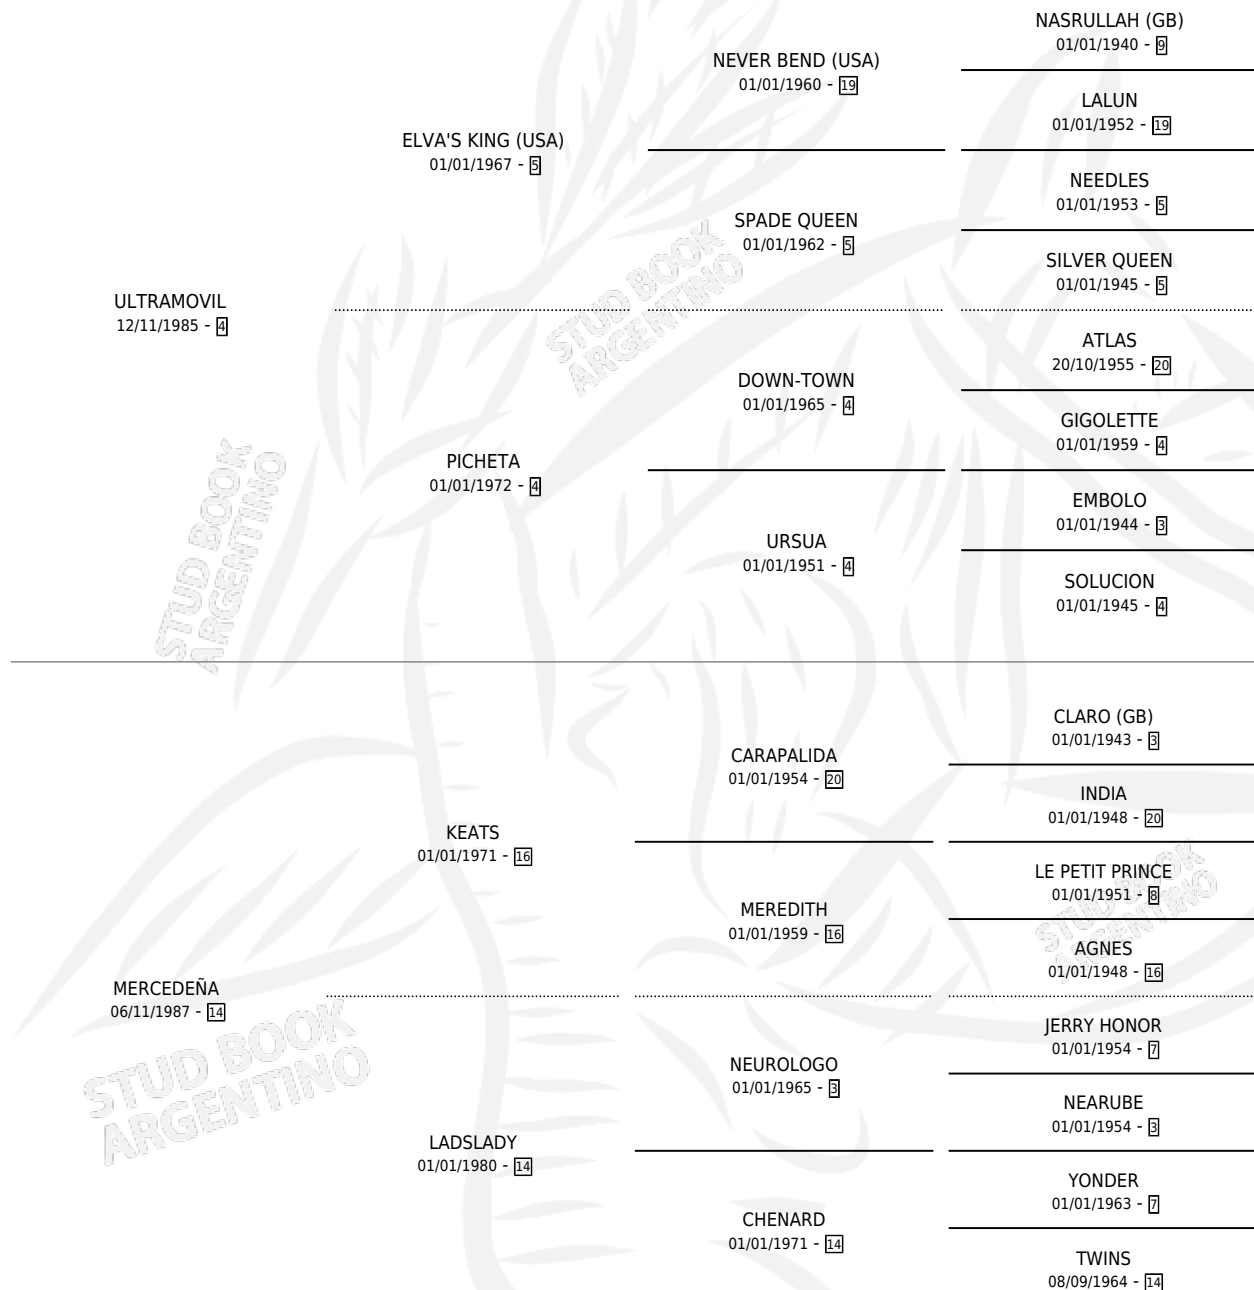 NASRULLAH (GB)
01/01/1940 - 9
NEVER BEND (USA)
01/01/1960 - 19
LALUN
01/01/1952 - 19
ELVA'S KING (USA)
01/01/1967 - 5
NEEDLES
01/01/1953 - 5
SPADE QUEEN
01/01/1962 - 5
SILVER QUEEN
01/01/1945 - 5
ULTRAMOVIL
12/11/1985 - 4
ATLAS
20/10/1955 - 20
DOWN-TOWN
01/01/1965 - 4
GIGOLETTE
01/01/1959 - 4
PICHETA
01/01/1972 - 4
EMBOLO
01/01/1944 - 3
URSUA
01/01/1951 - 4
SOLUCION
01/01/1945 - 4
CLARO (GB)
01/01/1943 - 3
CARAPALIDA
01/01/1954 - 20
INDIA
01/01/1948 - 20
KEATS
01/01/1971 - 16
LE PETIT PRINCE
01/01/1951 - 8
MEREDITH
01/01/1959 - 16
AGNES
01/01/1948 - 16
MERCEDEÑA
06/11/1987 - 14
JERRY HONOR
01/01/1954 - 7
NEUROLOGO
01/01/1965 - 3
NEARUBE
01/01/1954 - 3
LADSLADY
01/01/1980 - 14
YONDER
01/01/1963 - 7
CHENARD
01/01/1971 - 14
TWINS
08/09/1964 - 14
STUD BOOK
ARGENTINO
STUD BOOK
ARGENTINO
STUD BOOK
ARGENTINO
STUD BOOK
ARGENTINO